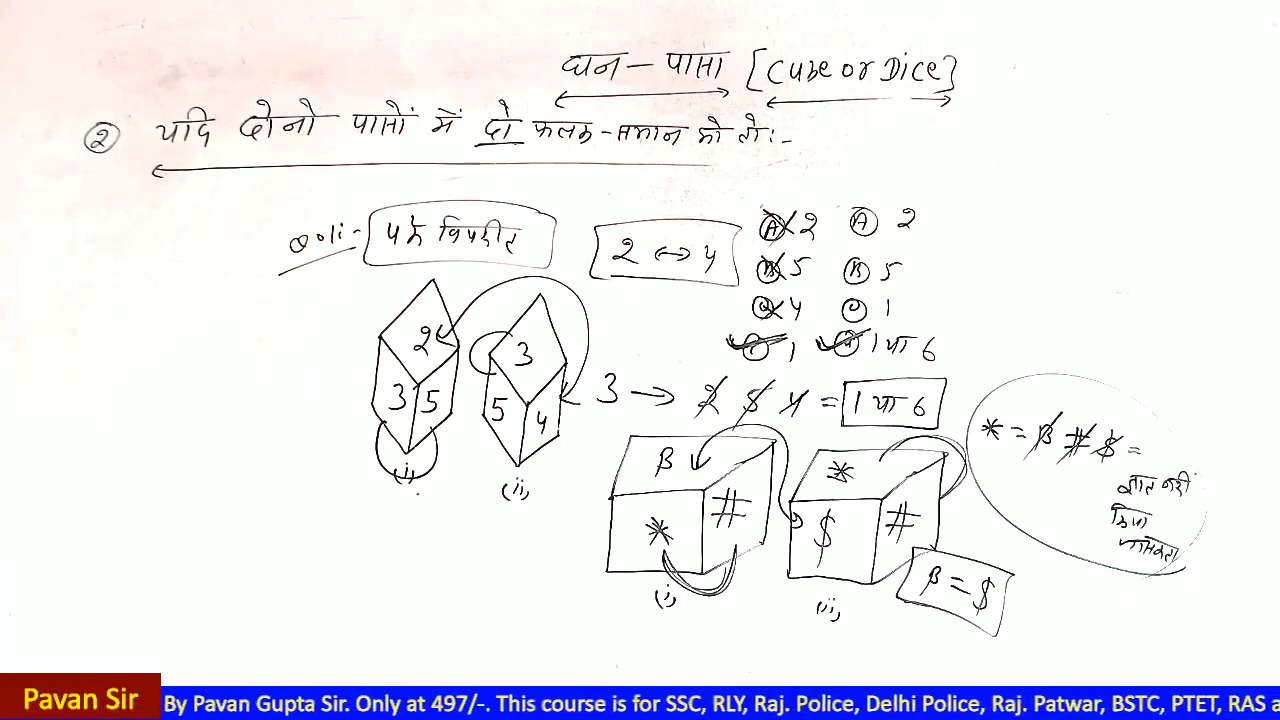 घन - पासा [Cube or Dice]
② यदि दोनो पासों में दो फलक - समान हो तो:-
4 के विपरीत
2 ↔ 4
Ⓐ 2 Ⓐ 2
Ⓑ 5 Ⓑ 5
Ⓒ 4 Ⓒ 1
Ⓓ 1 Ⓓ 1 या 6
2
3 5
(i)
3
5 4
(ii)
3 → 2 5 4 = 1 या 6
β
* #
(i)
*
$ #
(ii)
β = $
* = β # $ =
ज्ञात नहीं
किया
Pavan Sir
By Pavan Gupta Sir. Only at 497/-. This course is for SSC, RLY, Raj. Police, Delhi Police, Raj. Patwar, BSTC, PTET, RAS a